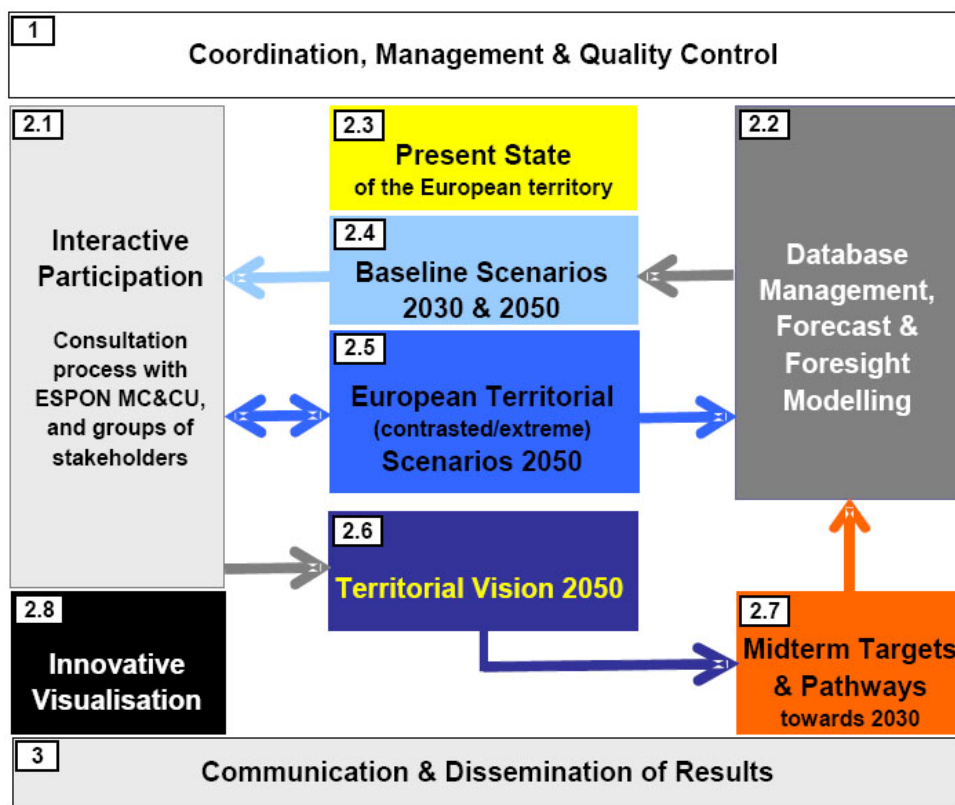 1
Coordination, Management & Quality Control
2.1
Interactive
Participation
Consultation
process with
ESPON MC&CU,
and groups of
stakeholders
2.3
Present State
of the European territory
2.4
Baseline Scenarios
2030 & 2050
2.5
European Territorial
(contrasted/extreme)
Scenarios 2050
2.6
Territorial Vision 2050
2.2
Database
Management,
Forecast &
Foresight
Modelling
2.8
Innovative
Visualisation
2.7
Midterm Targets
& Pathways
towards 2030
3
Communication & Dissemination of Results